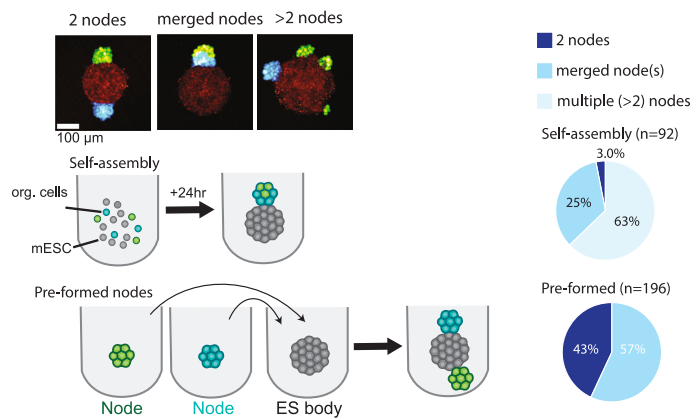 2 nodes
merged nodes
>2 nodes
100 µm
2 nodes
merged node(s)
multiple (>2) nodes
Self-assembly
org. cells
mESC
+24hr
Self-assembly (n=92)
3.0%
25%
63%
Pre-formed nodes
Node
Node
ES body
Pre-formed (n=196)
43%
57%